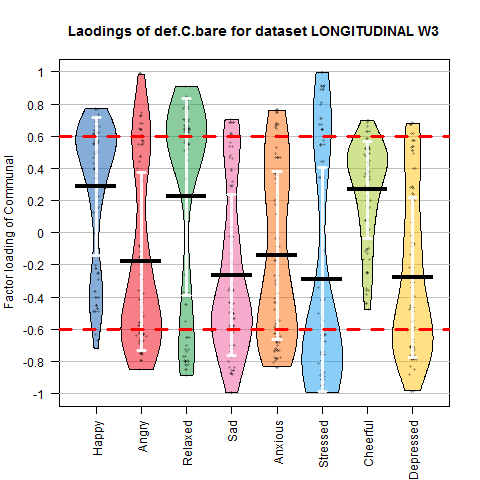 Laodings of def.C.bare for dataset LONGITUDINAL W3
Factor loading of Communal
1
0.8
0.6
0.4
0.2
0
-0.2
-0.4
-0.6
-0.8
-1
Happy
Angry
Relaxed
Sad
Anxious
Stressed
Cheerful
Depressed